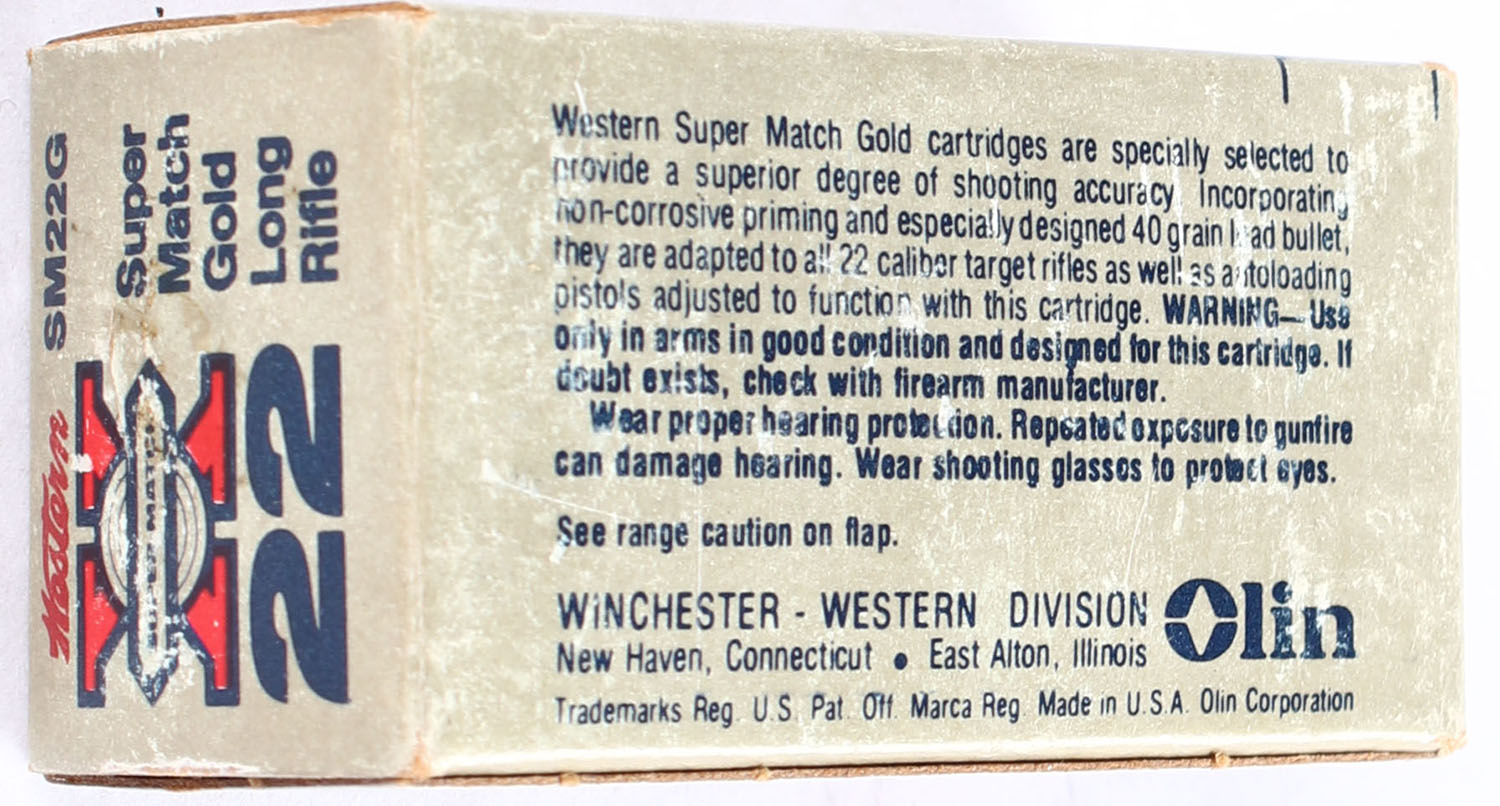 Western
SM22G
SUPER MATCH
Super
Match
Gold
Long
Rifle
22
Western Super Match Gold cartridges are specially selected to
provide a superior degree of shooting accuracy. Incorporating
non-corrosive priming and especially designed 40 grain lead bullet,
they are adapted to all 22 caliber target rifles as well as autoloading
pistols adjusted to function with this cartridge. WARNING—Use
only in arms in good condition and designed for this cartridge. If
doubt exists, check with firearm manufacturer.
Wear proper hearing protection. Repeated exposure to gunfire
can damage hearing. Wear shooting glasses to protect eyes.
See range caution on flap.
WINCHESTER - WESTERN DIVISION Olin
New Haven, Connecticut • East Alton, Illinois
Trademarks Reg. U.S. Pat. Off. Marca Reg. Made in U.S.A. Olin Corporation